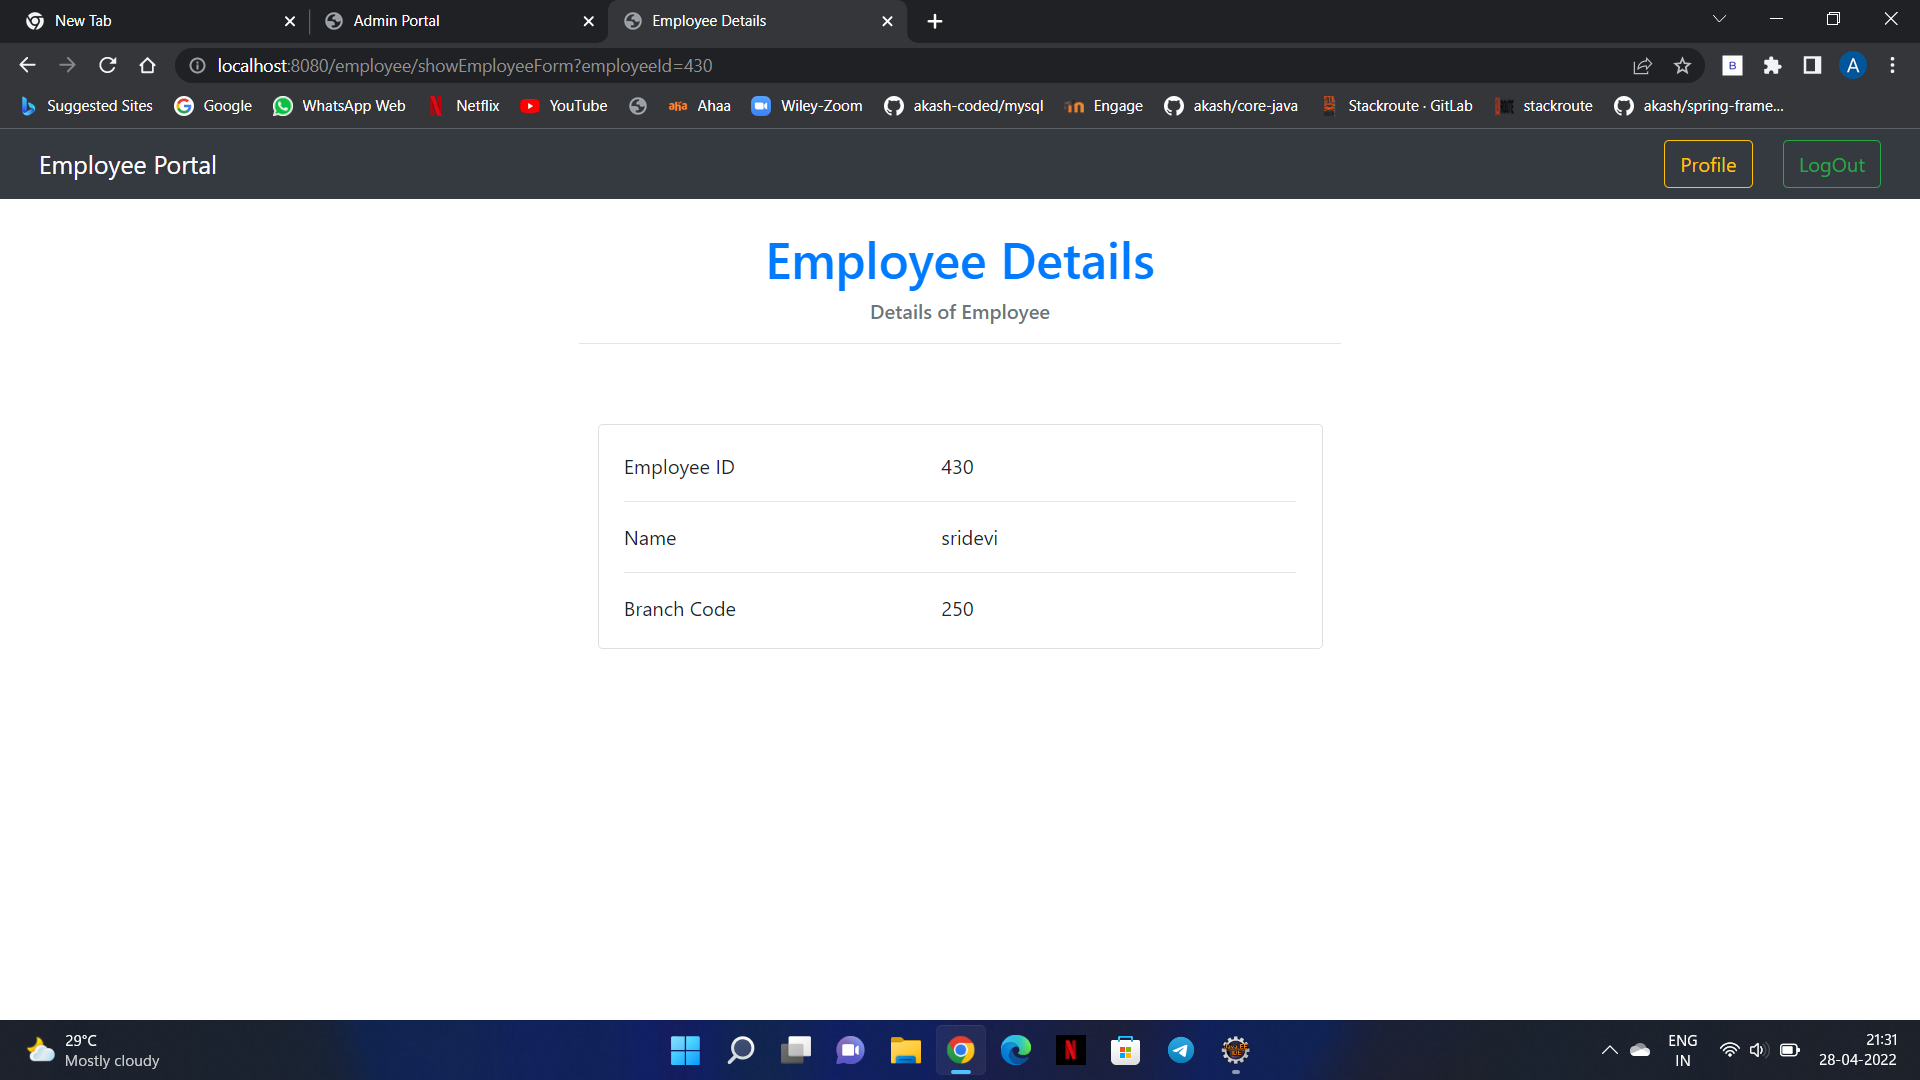 New Tab
Admin Portal
Employee Details
localhost:8080/employee/showEmployeeForm?employeeId=430
B
A
Suggested Sites
Google
WhatsApp Web
Netflix
YouTube
aha
Ahaa
Wiley-Zoom
akash-coded/mysql
Engage
akash/core-java
Stackroute · GitLab
stackroute
akash/spring-frame...
Employee Portal
Profile
LogOut
Employee Details
Details of Employee
Employee ID 430
Name sridevi
Branch Code 250
29°C
Mostly cloudy
ENG
IN
21:31
28-04-2022